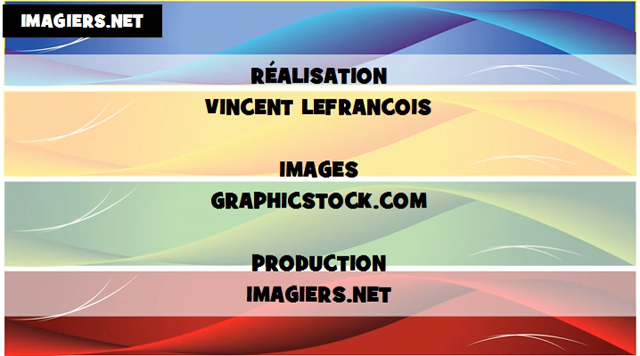 IMAGIERS.NET
RÉALISATION
VINCENT LEFRANCOIS
IMAGES
GRAPHICSTOCK.COM
PRODUCTION
IMAGIERS.NET